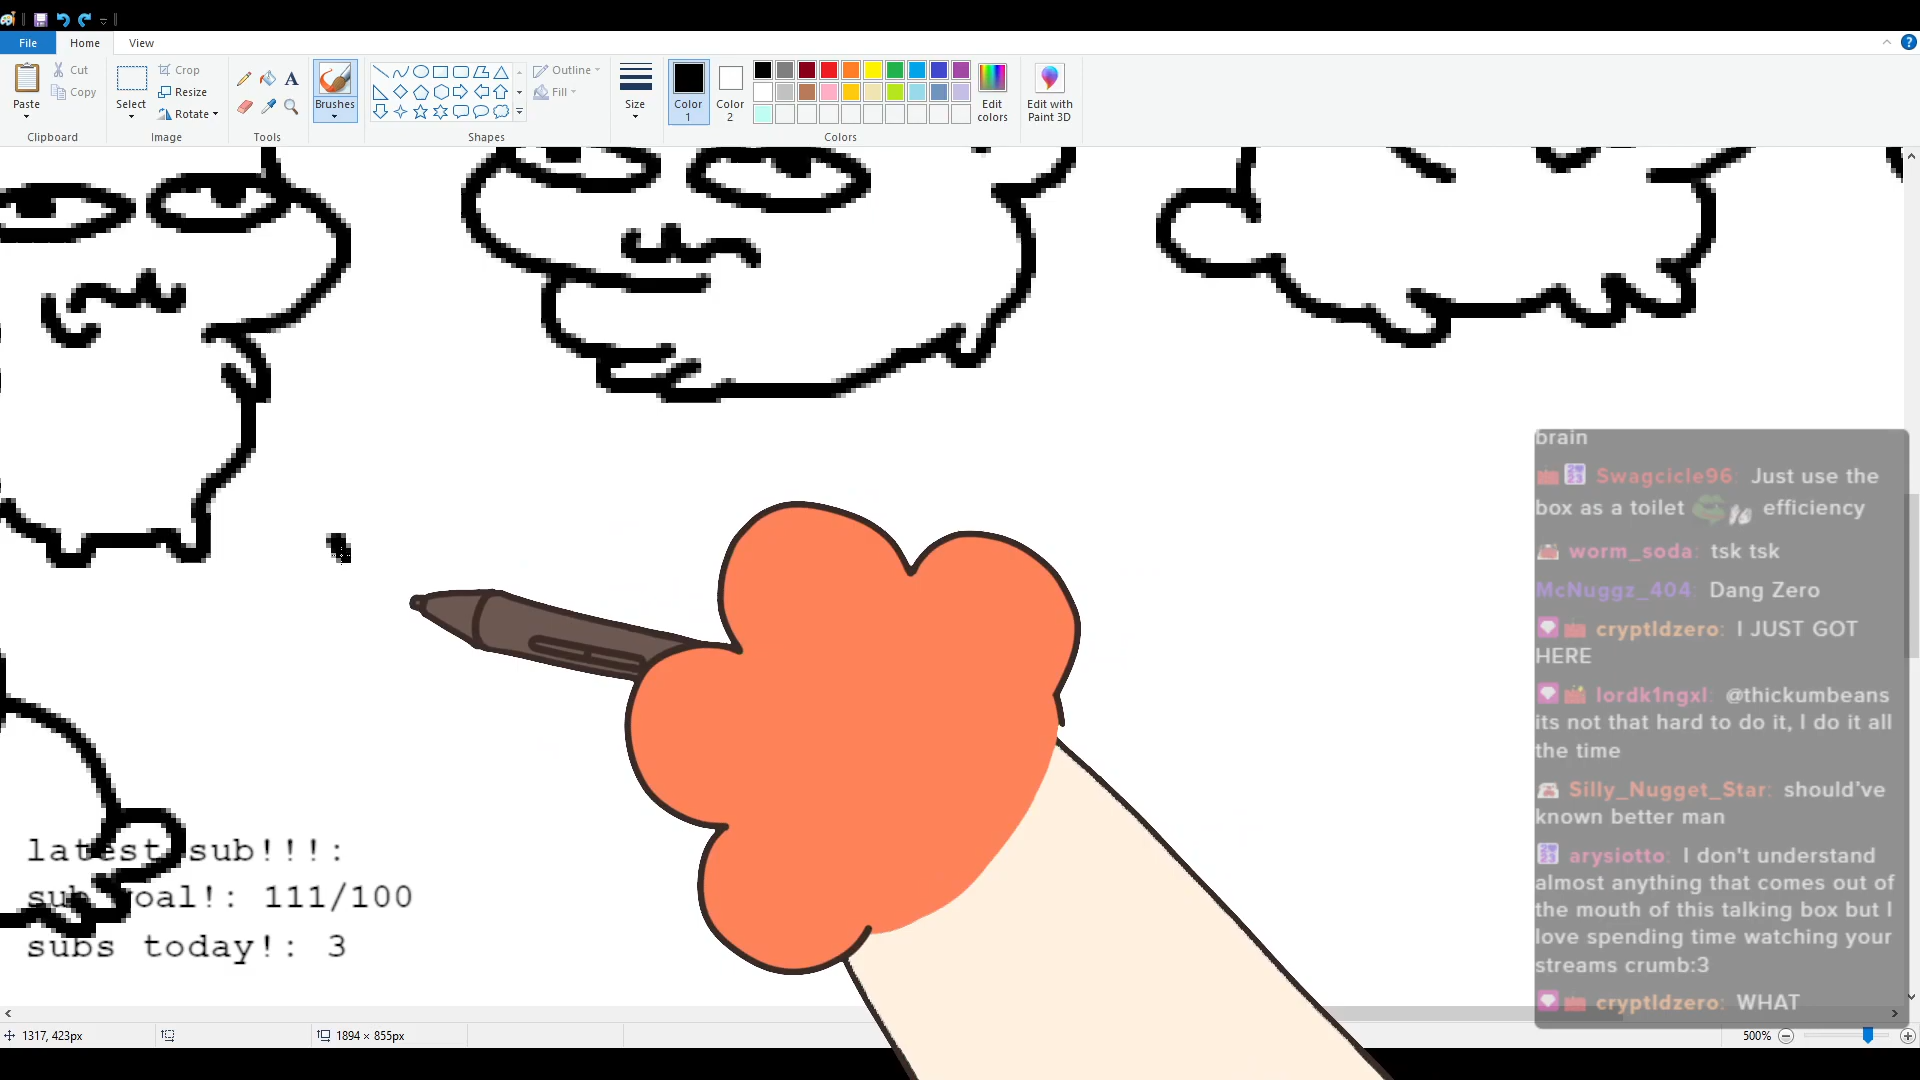 File Home View
Cut Crop Outline
Copy Resize Fill
Paste Select Rotate Brushes Size Color 1 Color 2 Edit colors Edit with Paint 3D
Clipboard Image Tools Shapes Colors
brain
Swagcicle96: Just use the
box as a toilet efficiency
worm_soda: tsk tsk
McNuggz_404: Dang Zero
cryptldzero: I JUST GOT
HERE
lordk1ngxl: @thickumbeans
its not that hard to do it, I do it all
the time
Silly_Nugget_Star: should've
known better man
arysiotto: I don't understand
almost anything that comes out of
the mouth of this talking box but I
love spending time watching your
streams crumb:3
cryptldzero: WHAT
latest sub!!!:
sub goal!: 111/100
subs today!: 3
1317, 423px 1894 × 855px 500%